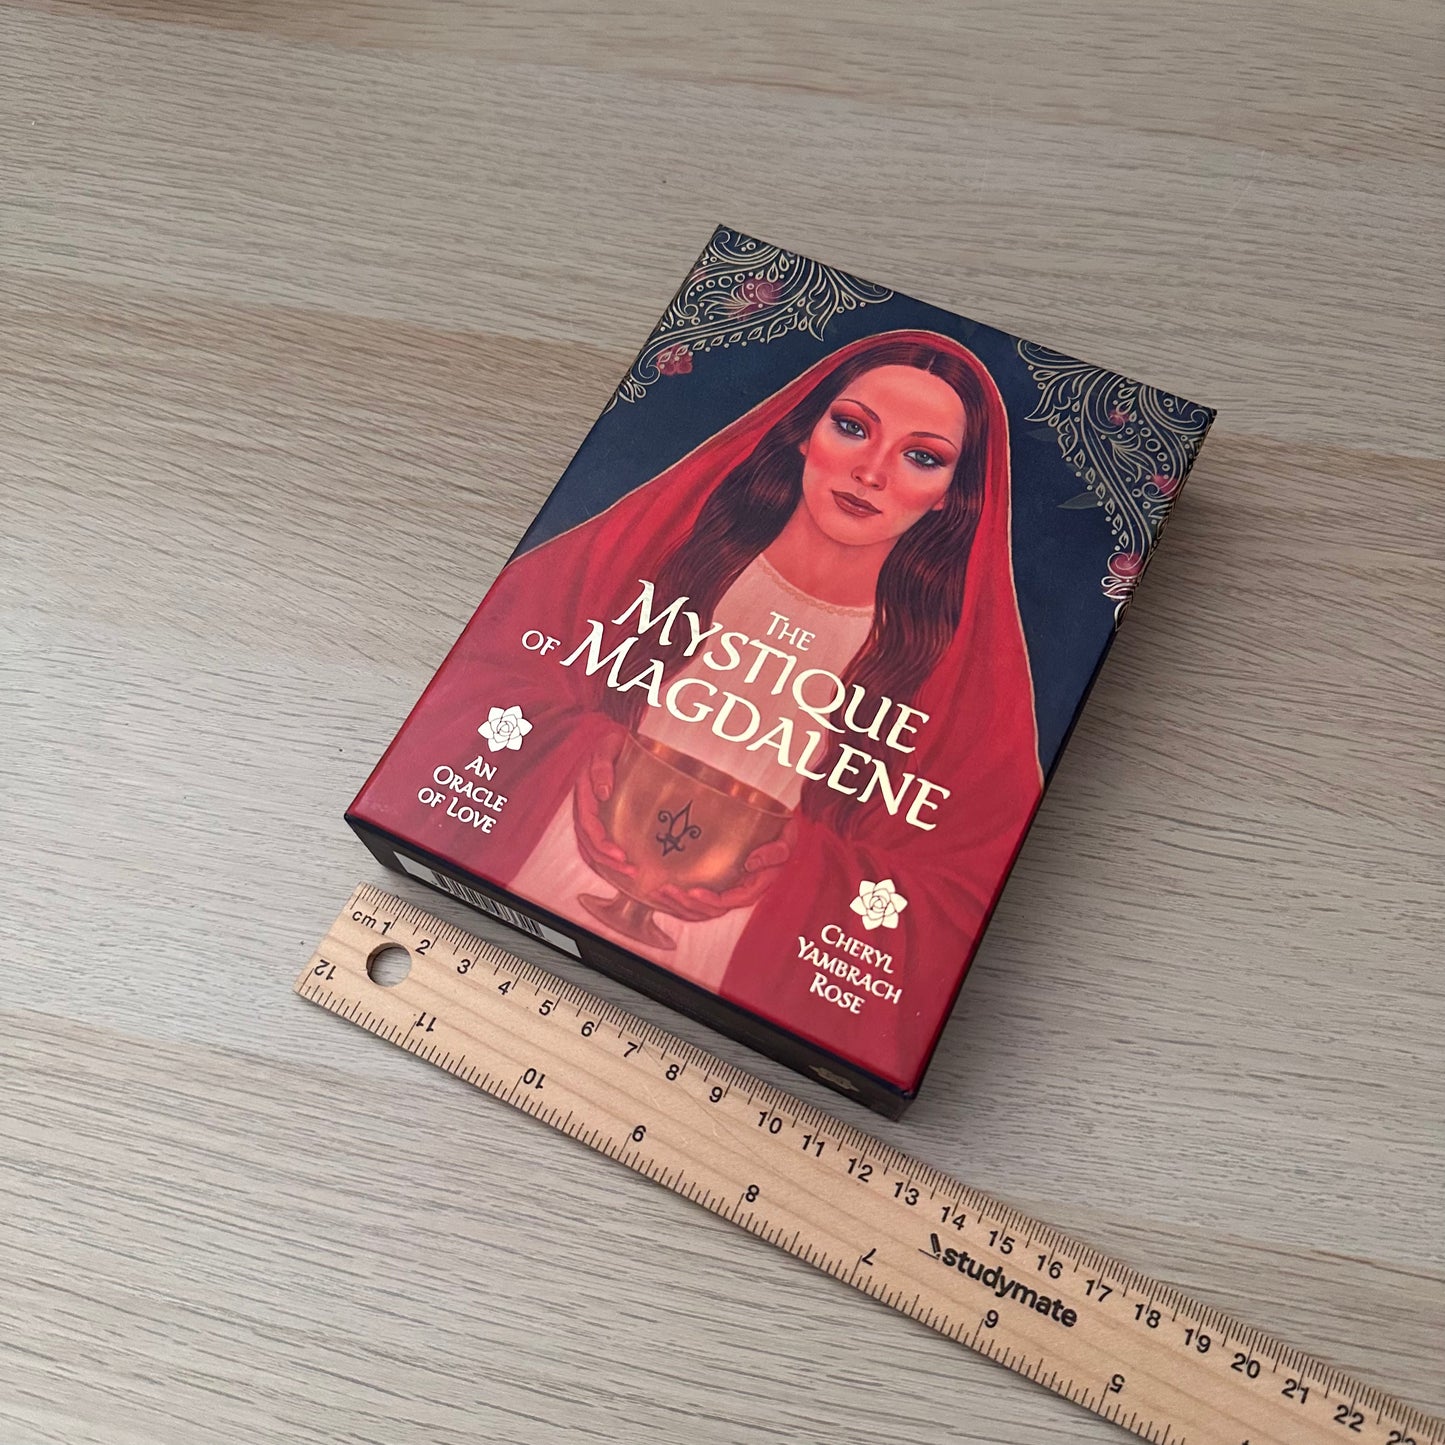 THE
MYSTIQUE
OF MAGDALENE
AN
ORACLE
OF LOVE
CHERYL
YAMBRACH
ROSE
cm 1 2 3 4 5 6 7 8 9 10 11 12 13 14 15 16 17 18 19 20 21 22
12 11 10 9 8 7 6 5
studymate